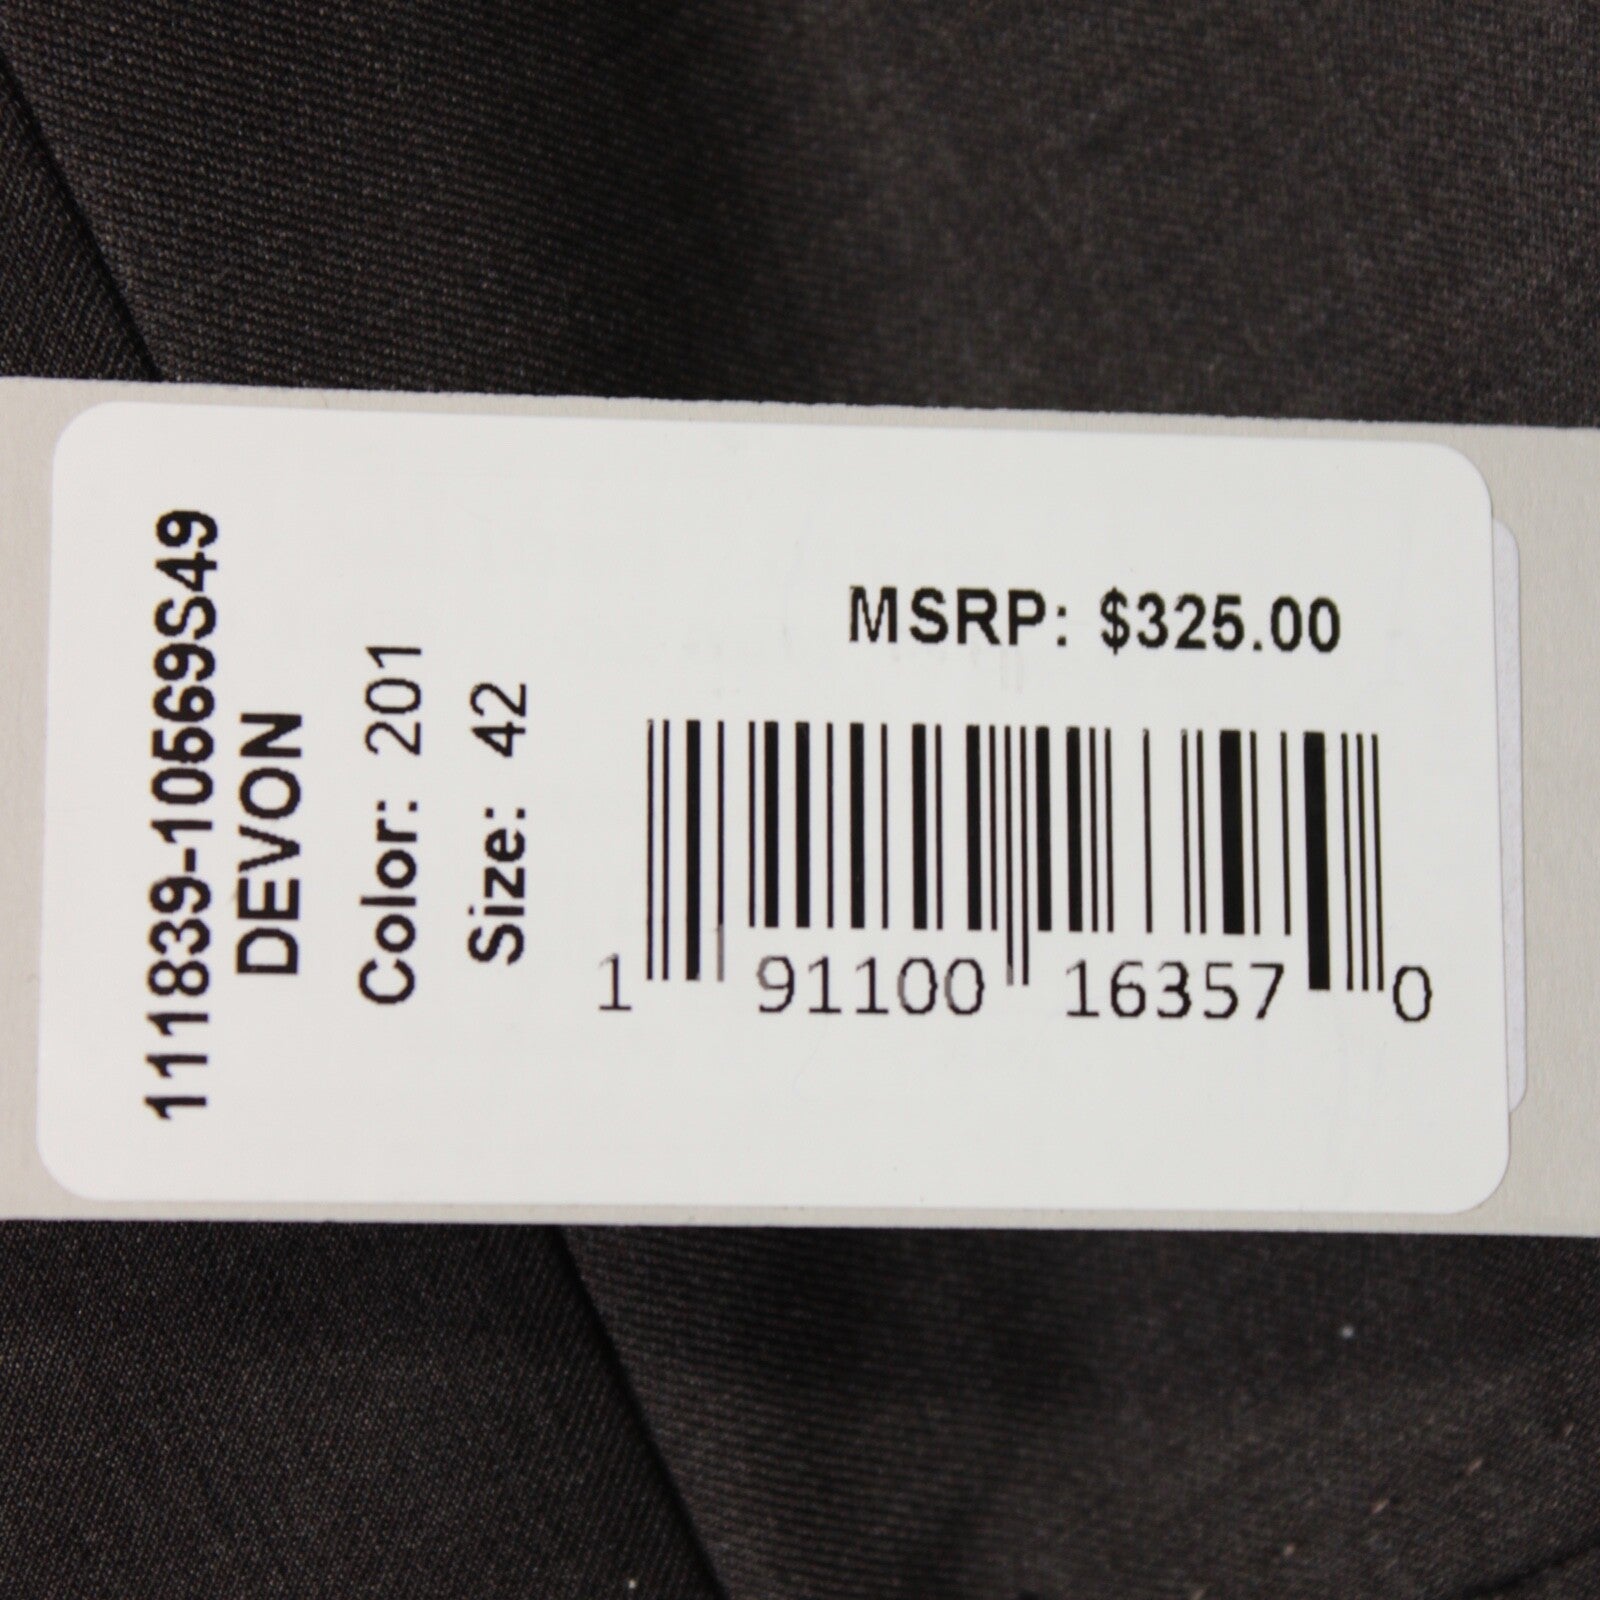 111839-10569S49
DEVON
Color: 201
Size: 42
MSRP: $325.00
1 91100 16357 0